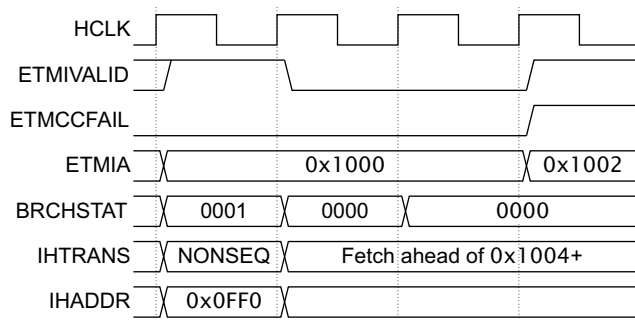 HCLK
ETMIVALID
ETMCCFAIL
ETMIA 0x1000 0x1002
BRCHSTAT 0001 0000 0000
IHTRANS NONSEQ Fetch ahead of 0x1004+
IHADDR 0x0FF0